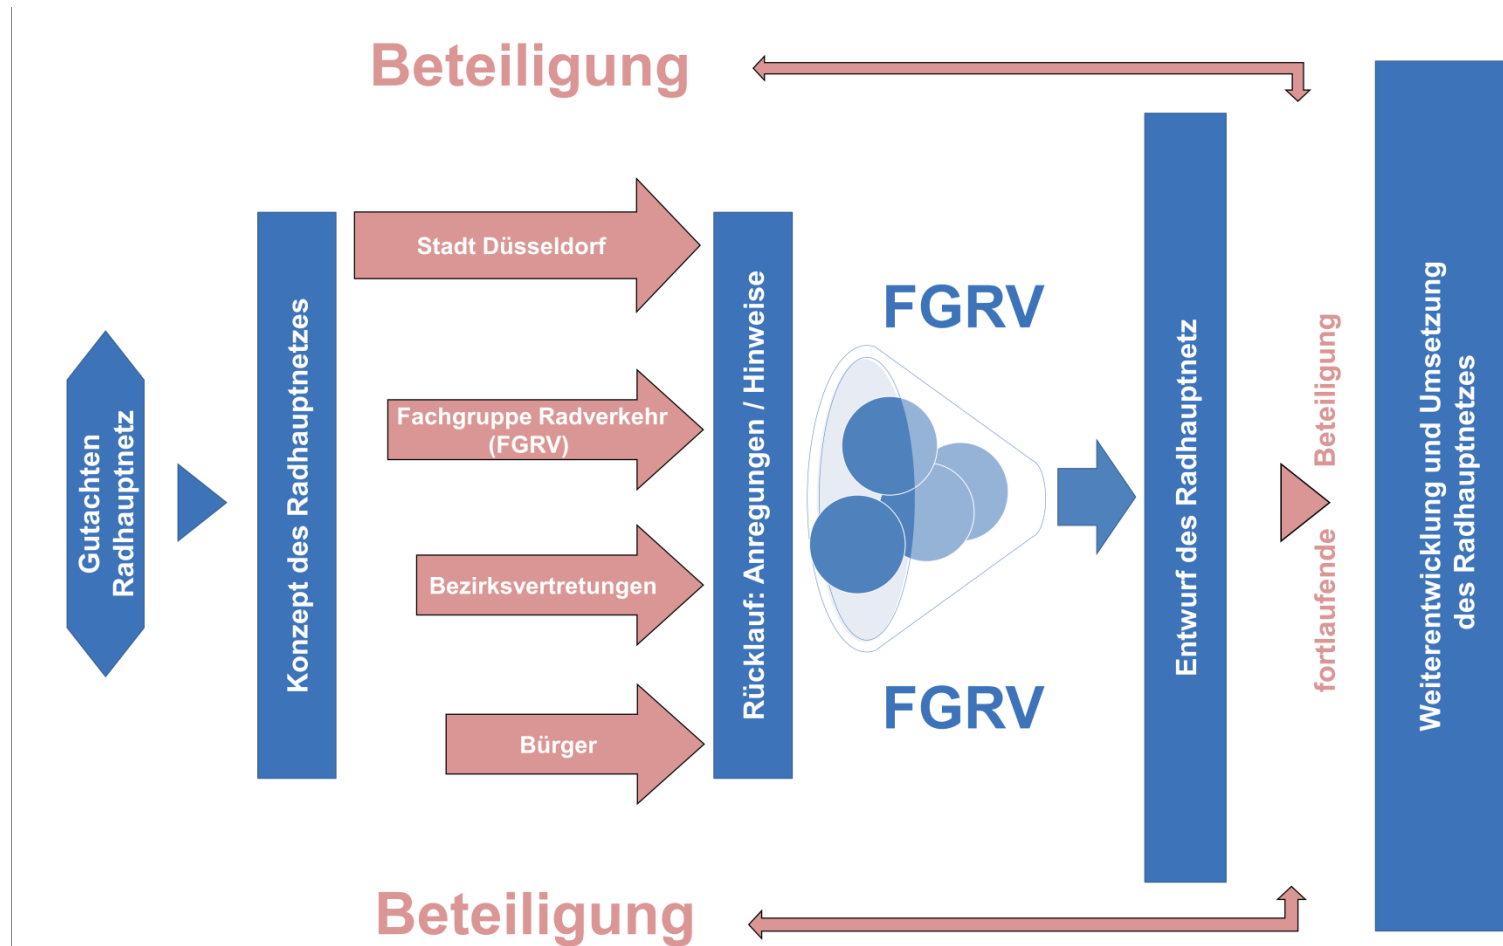 Beteiligung
Gutachten
Radhauptnetz
Konzept des Radhauptnetzes
Stadt Düsseldorf
Fachgruppe Radverkehr
(FGRV)
Bezirksvertretungen
Bürger
Rücklauf: Anregungen / Hinweise
FGRV
FGRV
Entwurf des Radhauptnetz
fortlaufende Beteiligung
Weiterentwicklung und Umsetzung
des Radhauptnetzes
Beteiligung